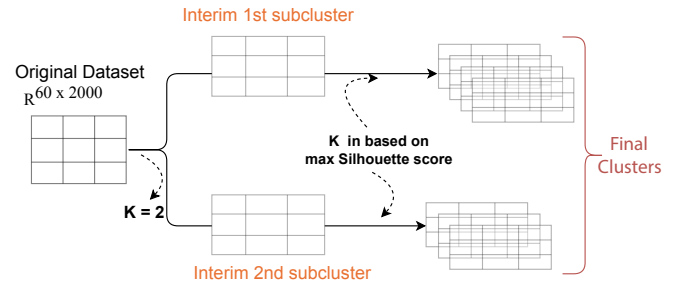 Interim 1st subcluster
Original Dataset
R60 x 2000
K in based on
max Silhouette score
Final
Clusters
K = 2
Interim 2nd subcluster